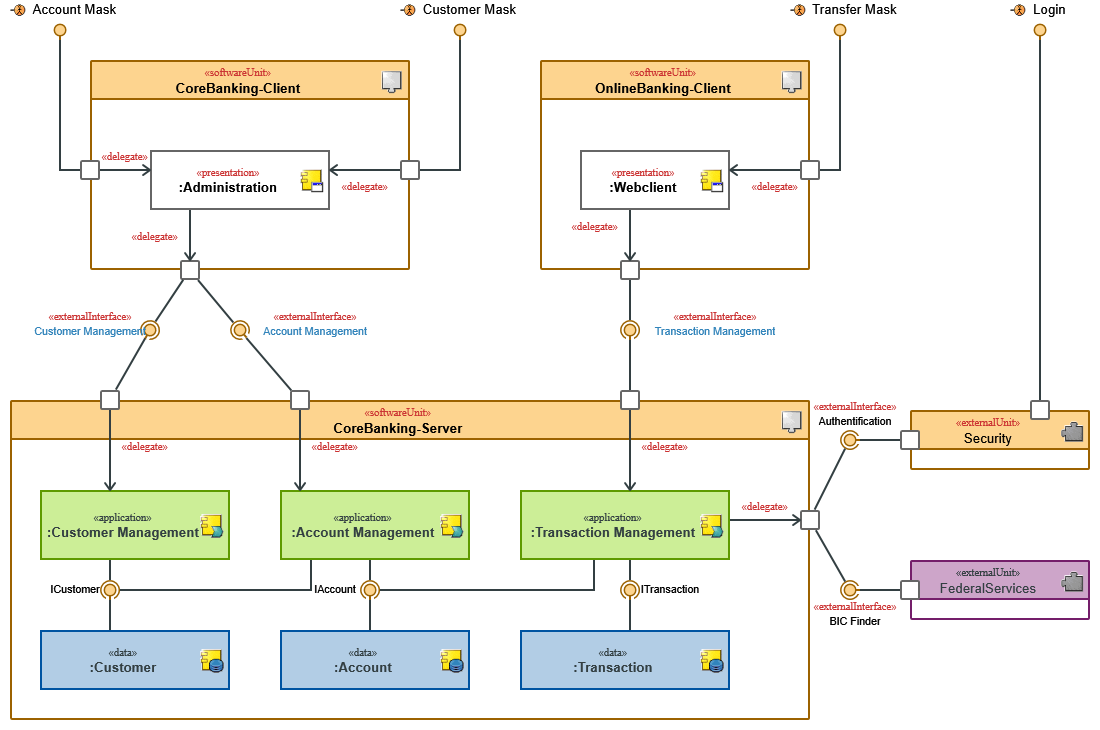 Account Mask
Customer Mask
Transfer Mask
Login
«softwareUnit»
CoreBanking-Client
«softwareUnit»
OnlineBanking-Client
«delegate»
«presentation»
:Administration
«delegate»
«presentation»
:Webclient
«delegate»
«delegate»
«delegate»
«externalInterface»
Customer Management
«externalInterface»
Account Management
«externalInterface»
Transaction Management
«softwareUnit»
CoreBanking-Server
«externalInterface»
Authentification
«externalUnit»
Security
«delegate»
«delegate»
«delegate»
«application»
:Customer Management
«application»
:Account Management
«application»
:Transaction Management
«delegate»
ICustomer
IAccount
ITransaction
«externalUnit»
FederalServices
«externalInterface»
BIC Finder
«data»
:Customer
«data»
:Account
«data»
:Transaction